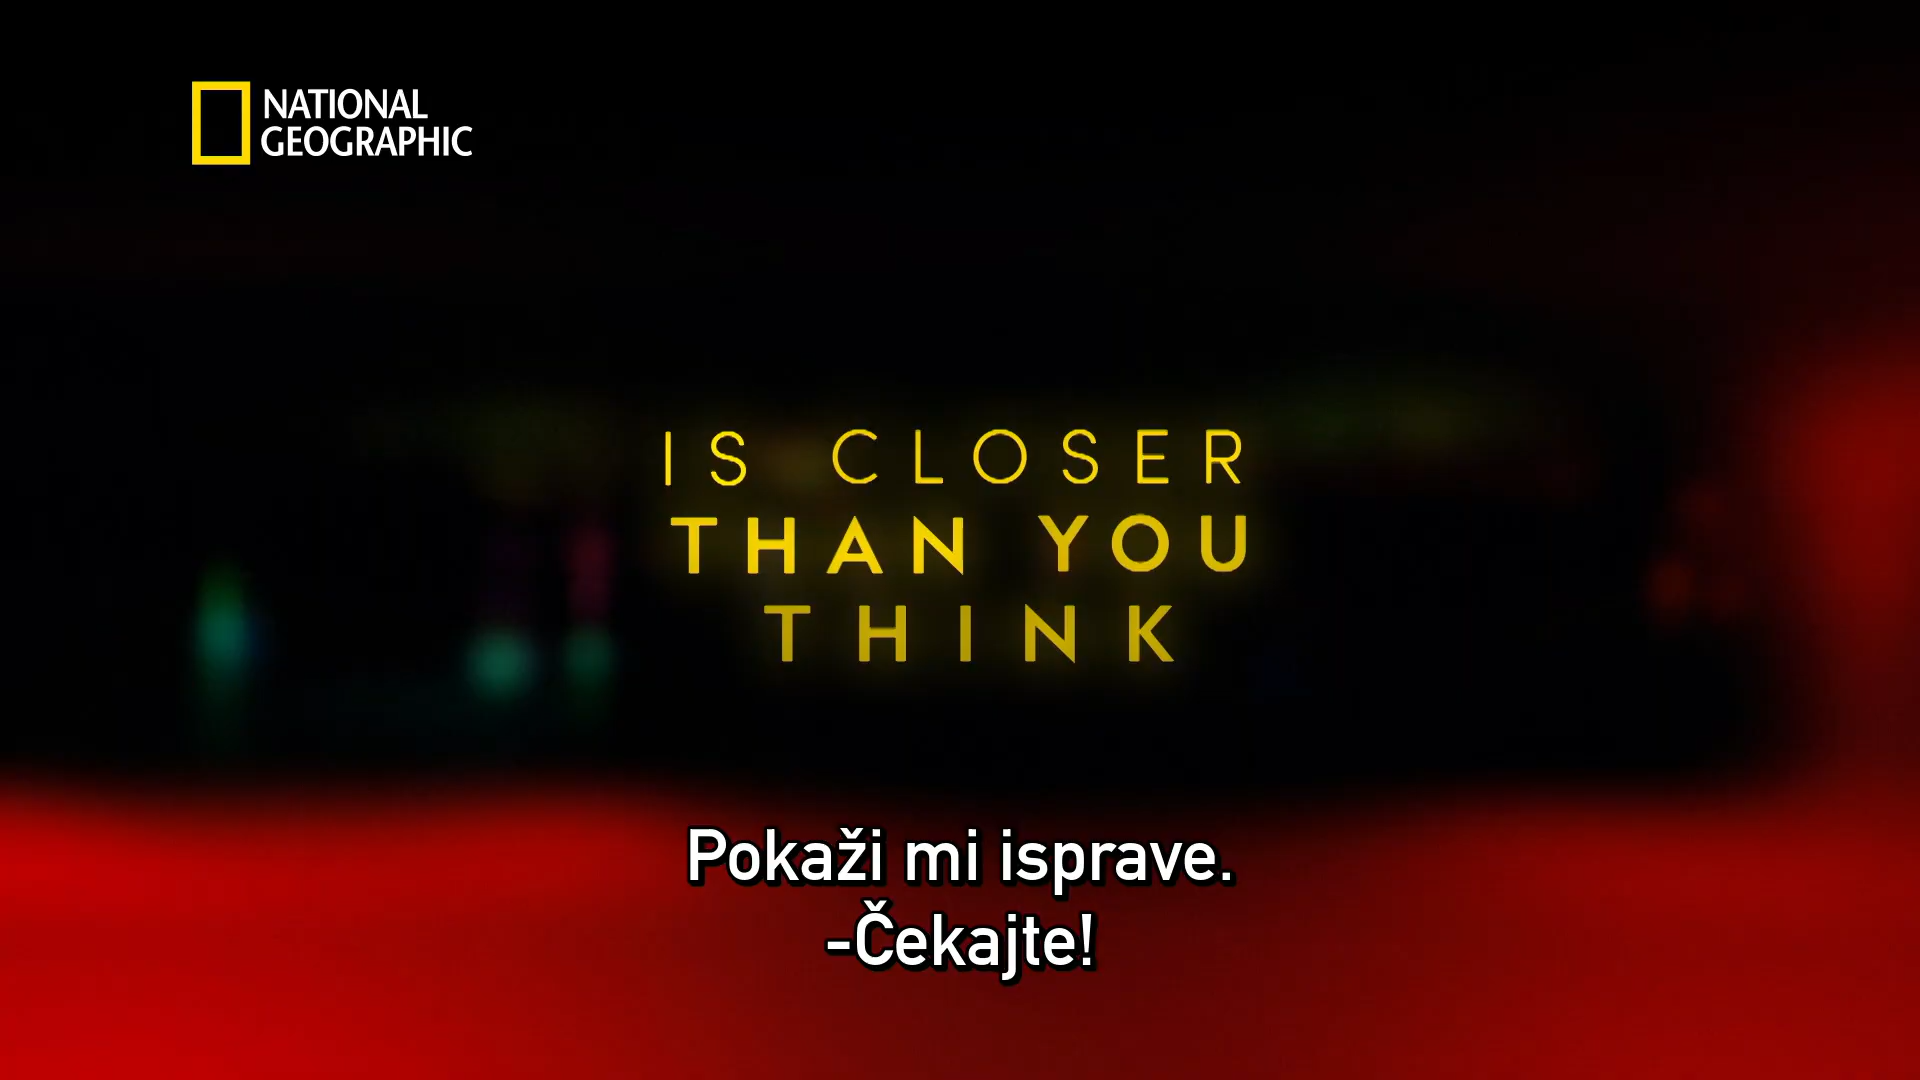 NATIONAL
GEOGRAPHIC
IS CLOSER
THAN YOU
THINK
Pokaži mi isprave.
-Čekajte!